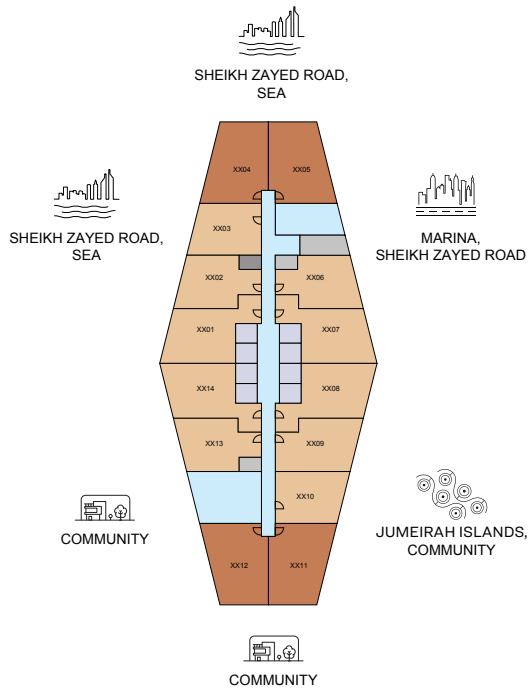 SHEIKH ZAYED ROAD,
SEA
XX04
XX05
SHEIKH ZAYED ROAD,
SEA
MARINA,
SHEIKH ZAYED ROAD
XX03
XX02
XX06
XX01
XX07
XX14
XX08
XX13
XX09
XX10
COMMUNITY
JUMEIRAH ISLANDS,
COMMUNITY
XX12
XX11
COMMUNITY